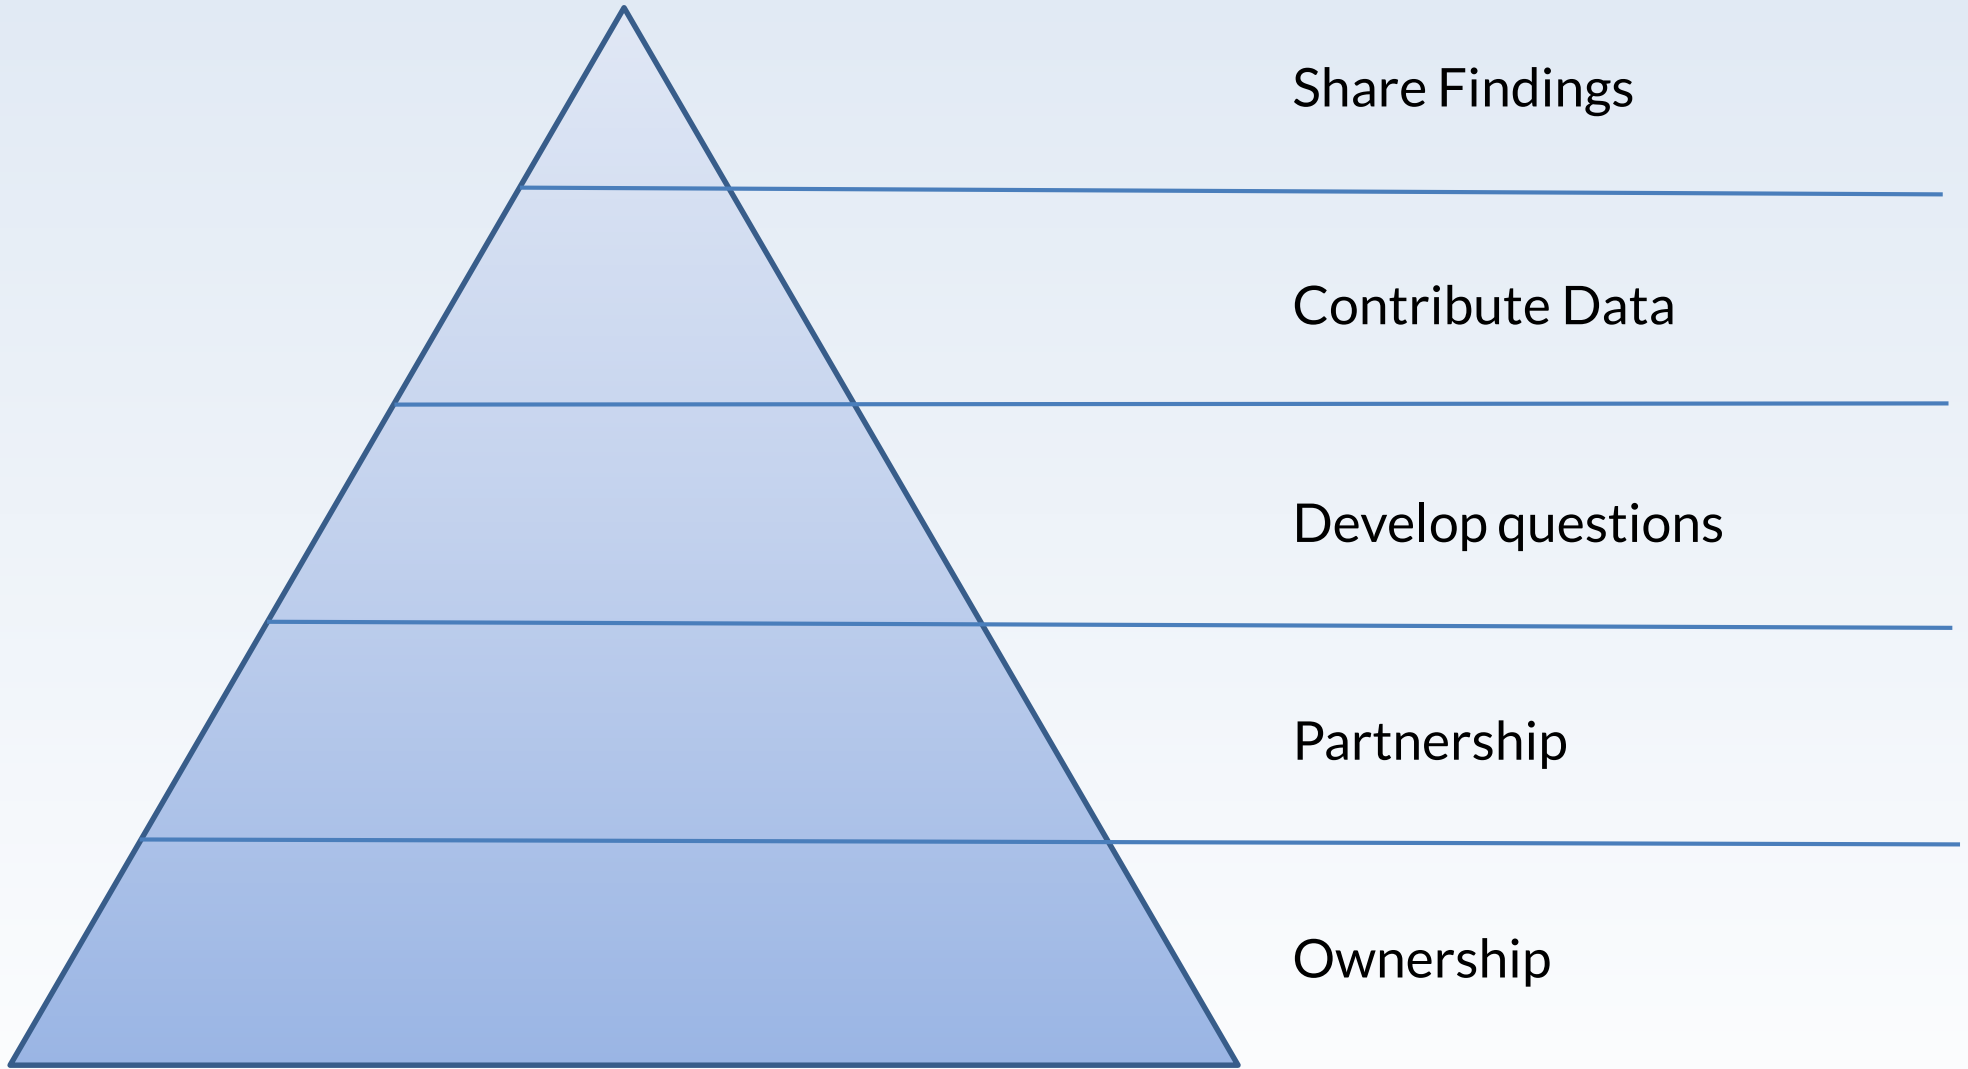 Share Findings
Contribute Data
Develop questions
Partnership
Ownership